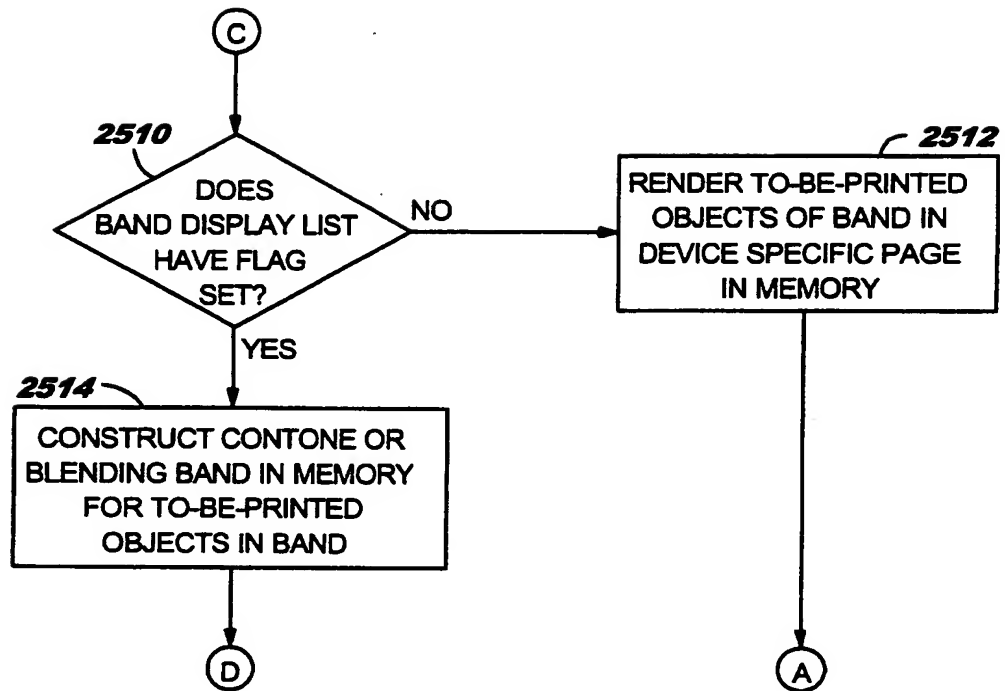 C
2510
DOES
BAND DISPLAY LIST
HAVE FLAG
SET?
NO
2512
RENDER TO-BE-PRINTED
OBJECTS OF BAND IN
DEVICE SPECIFIC PAGE
IN MEMORY
YES
2514
CONSTRUCT CONTONE OR
BLENDING BAND IN MEMORY
FOR TO-BE-PRINTED
OBJECTS IN BAND
D
A